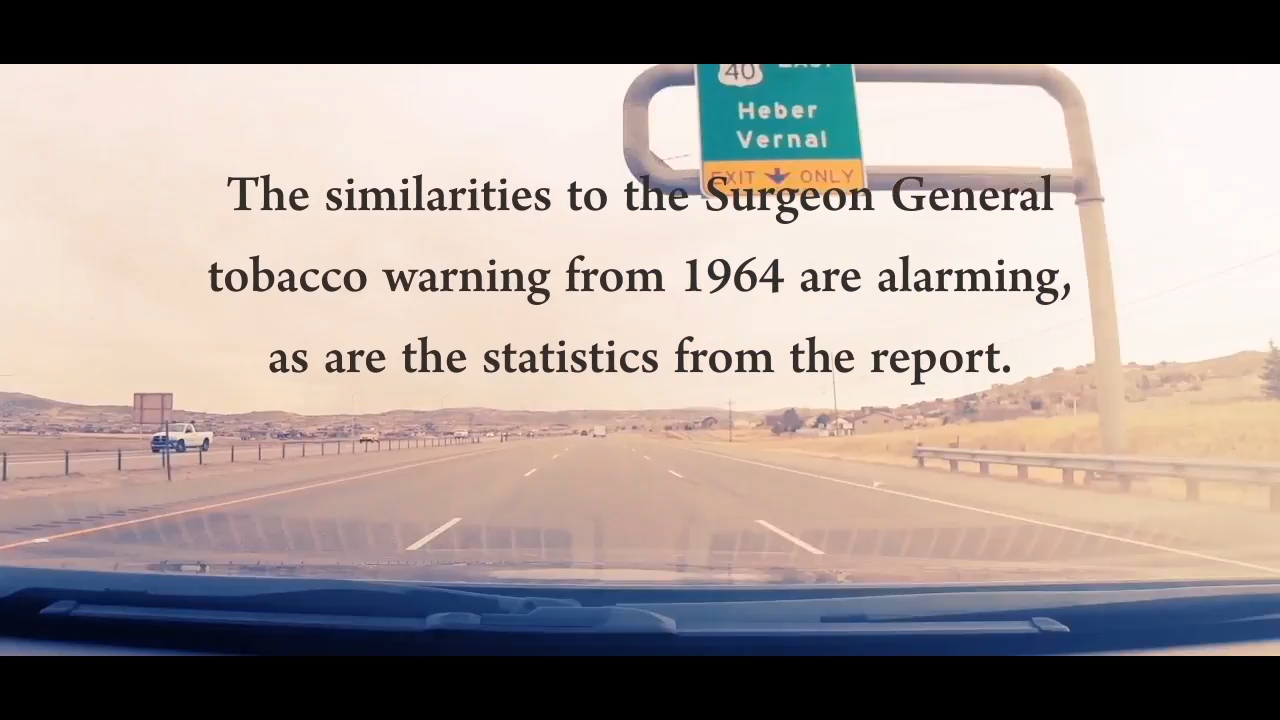 40 EAST
Heber
Vernal
EXIT ONLY
The similarities to the Surgeon General
tobacco warning from 1964 are alarming,
as are the statistics from the report.